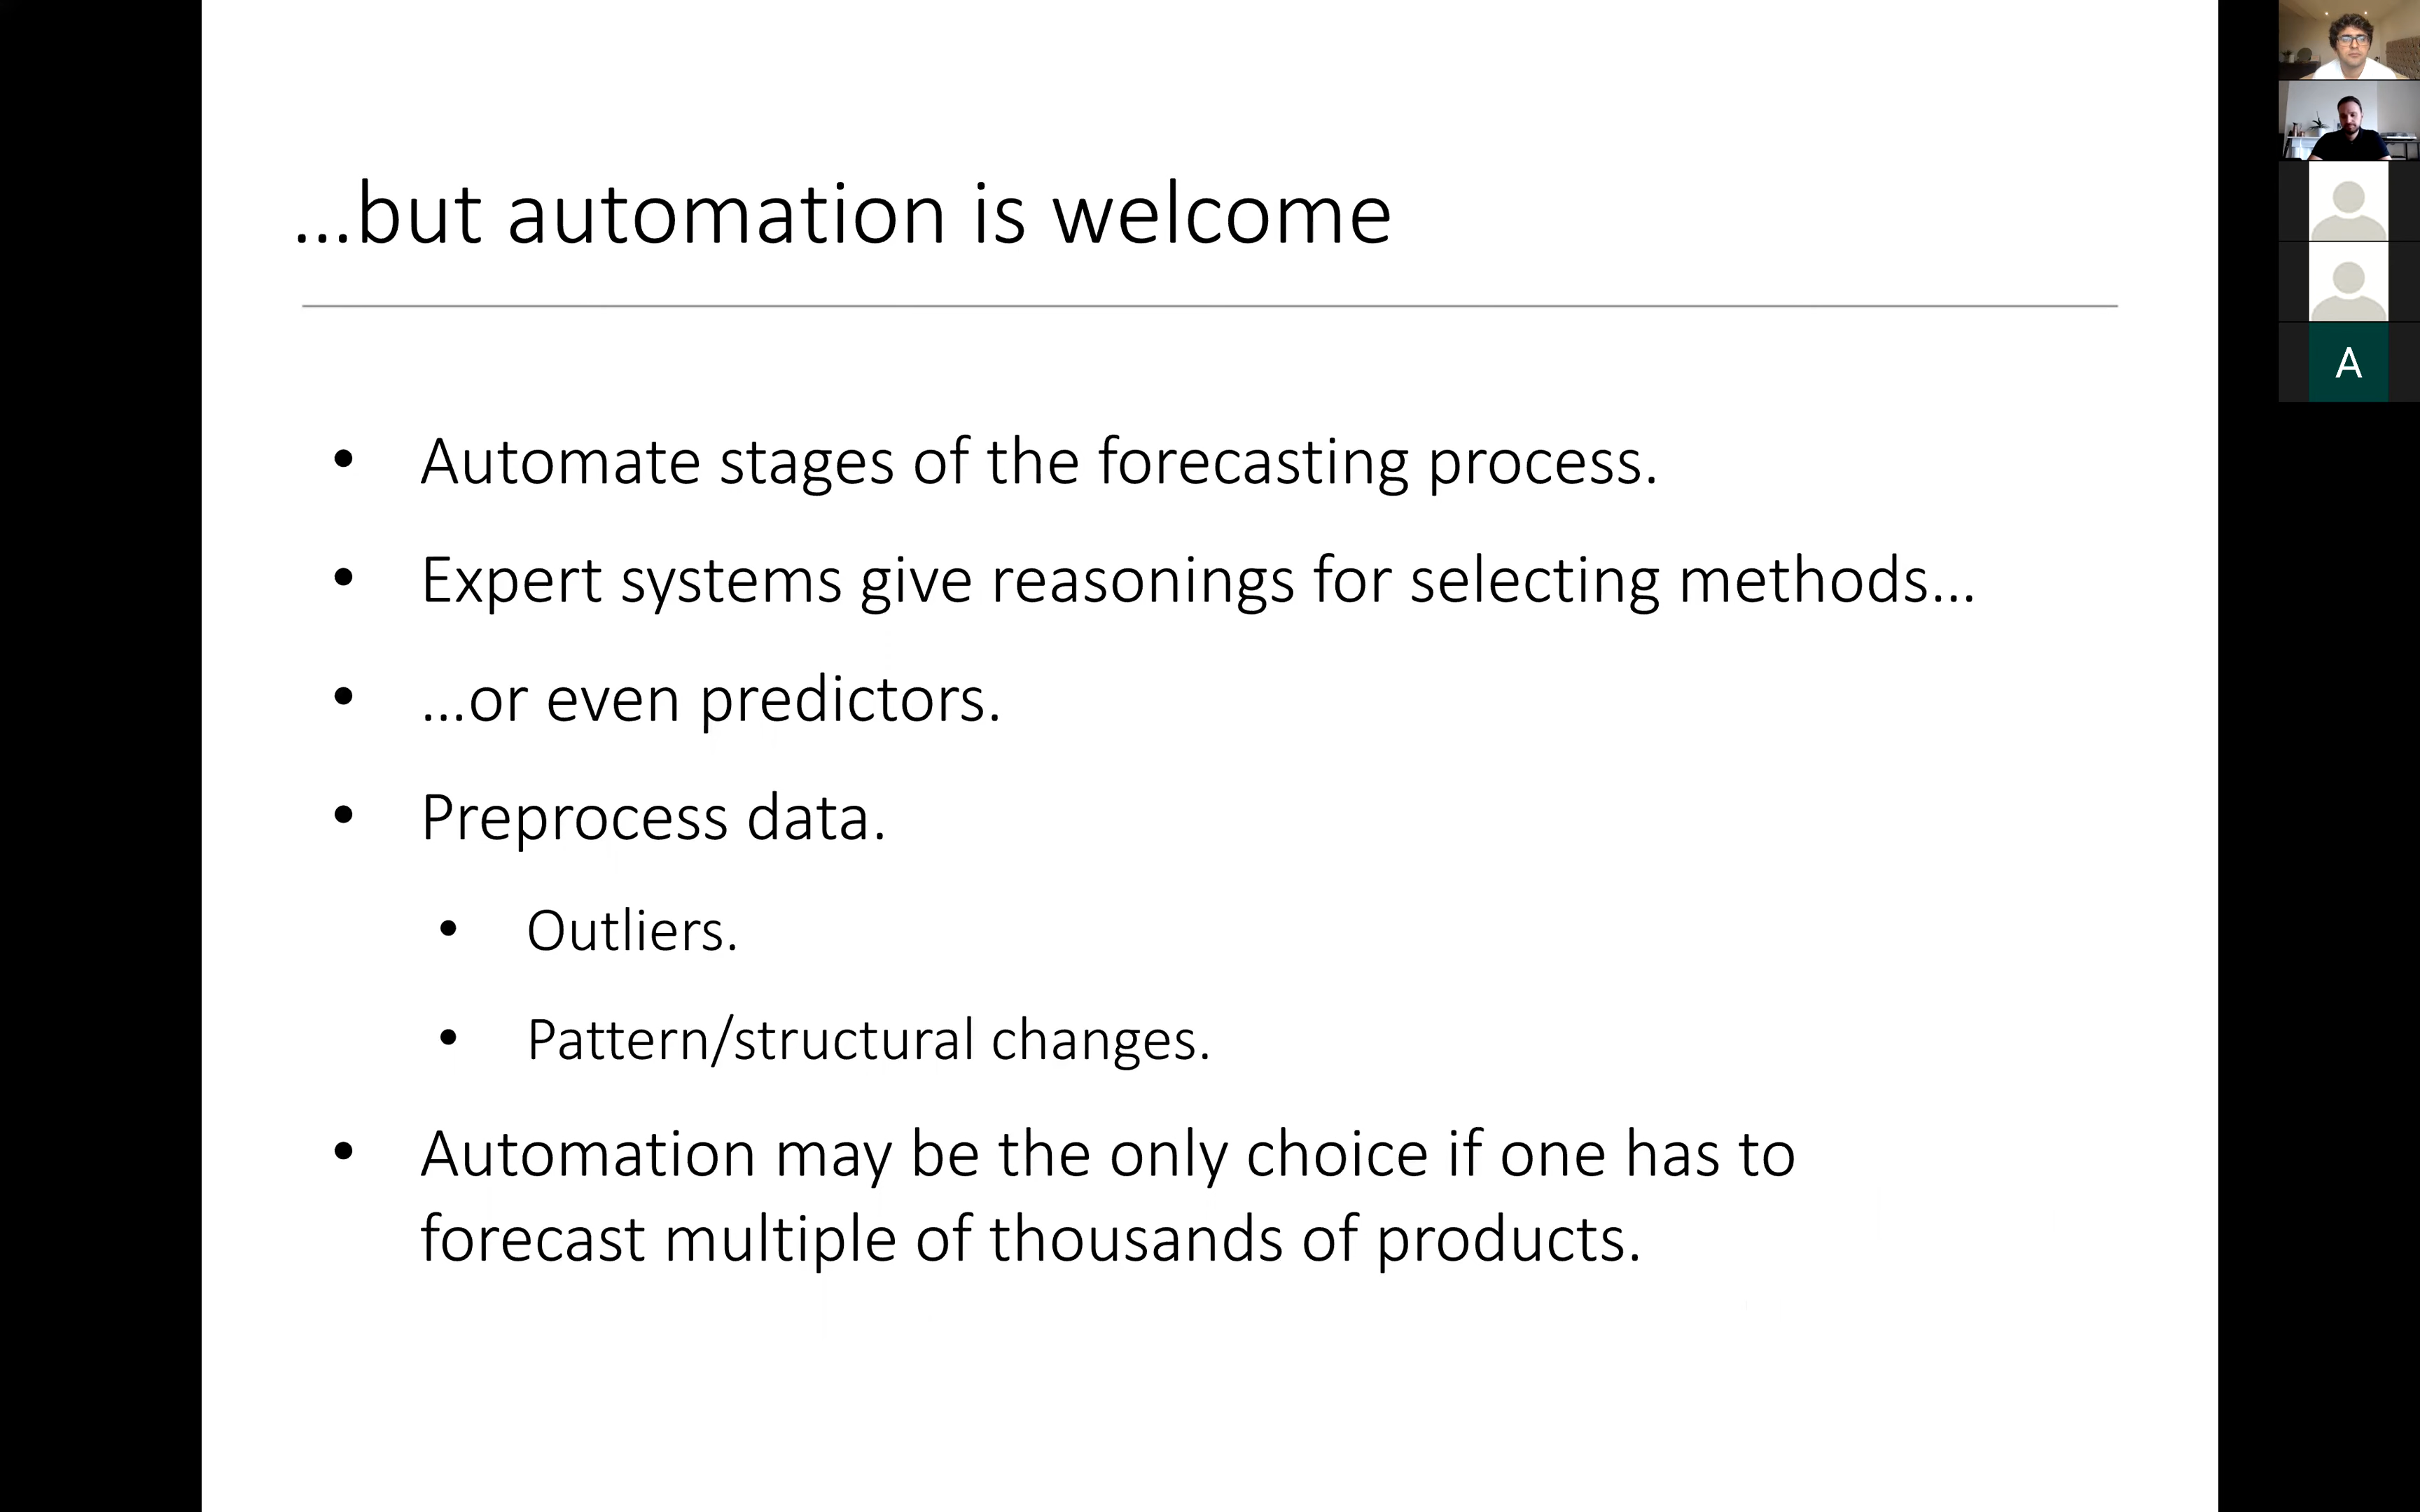 ...but automation is welcome
• Automate stages of the forecasting process.
• Expert systems give reasonings for selecting methods...
• ...or even predictors.
• Preprocess data.
• Outliers.
• Pattern/structural changes.
• Automation may be the only choice if one has to
forecast multiple of thousands of products.
A